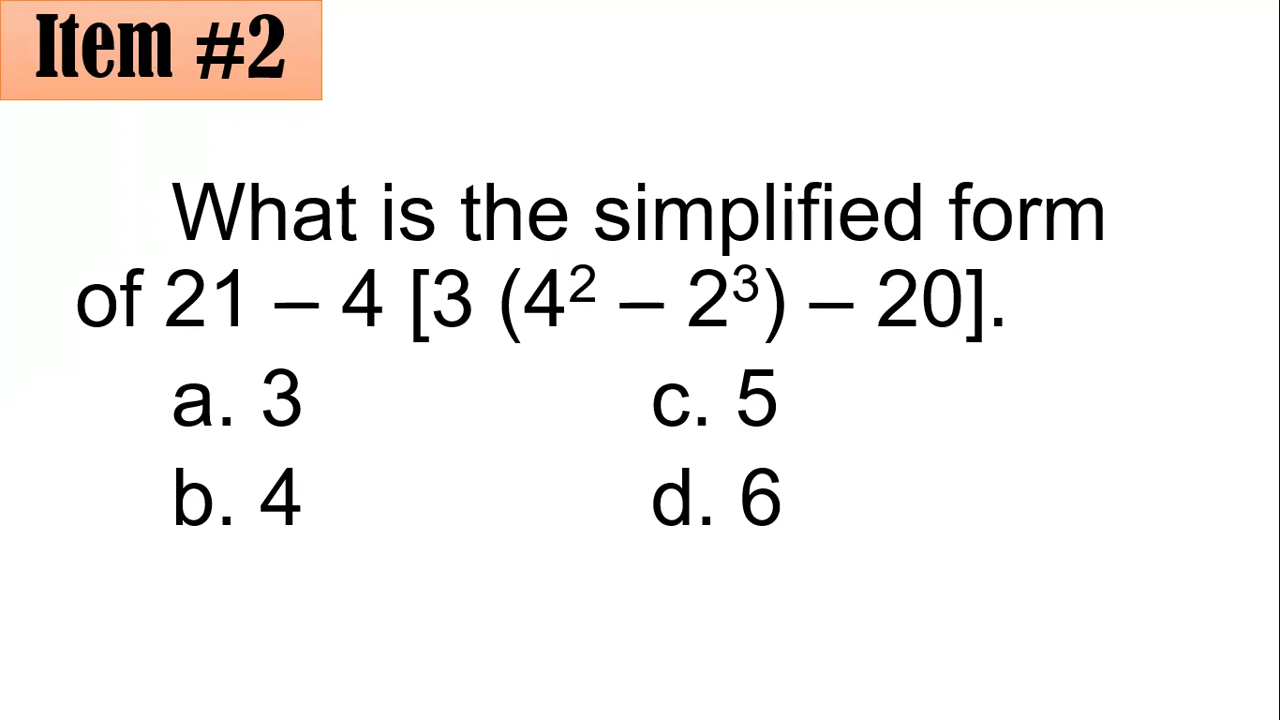 Item #2
What is the simplified form
of 21 – 4 [3 (4² – 2³) – 20].
a. 3 c. 5
b. 4 d. 6